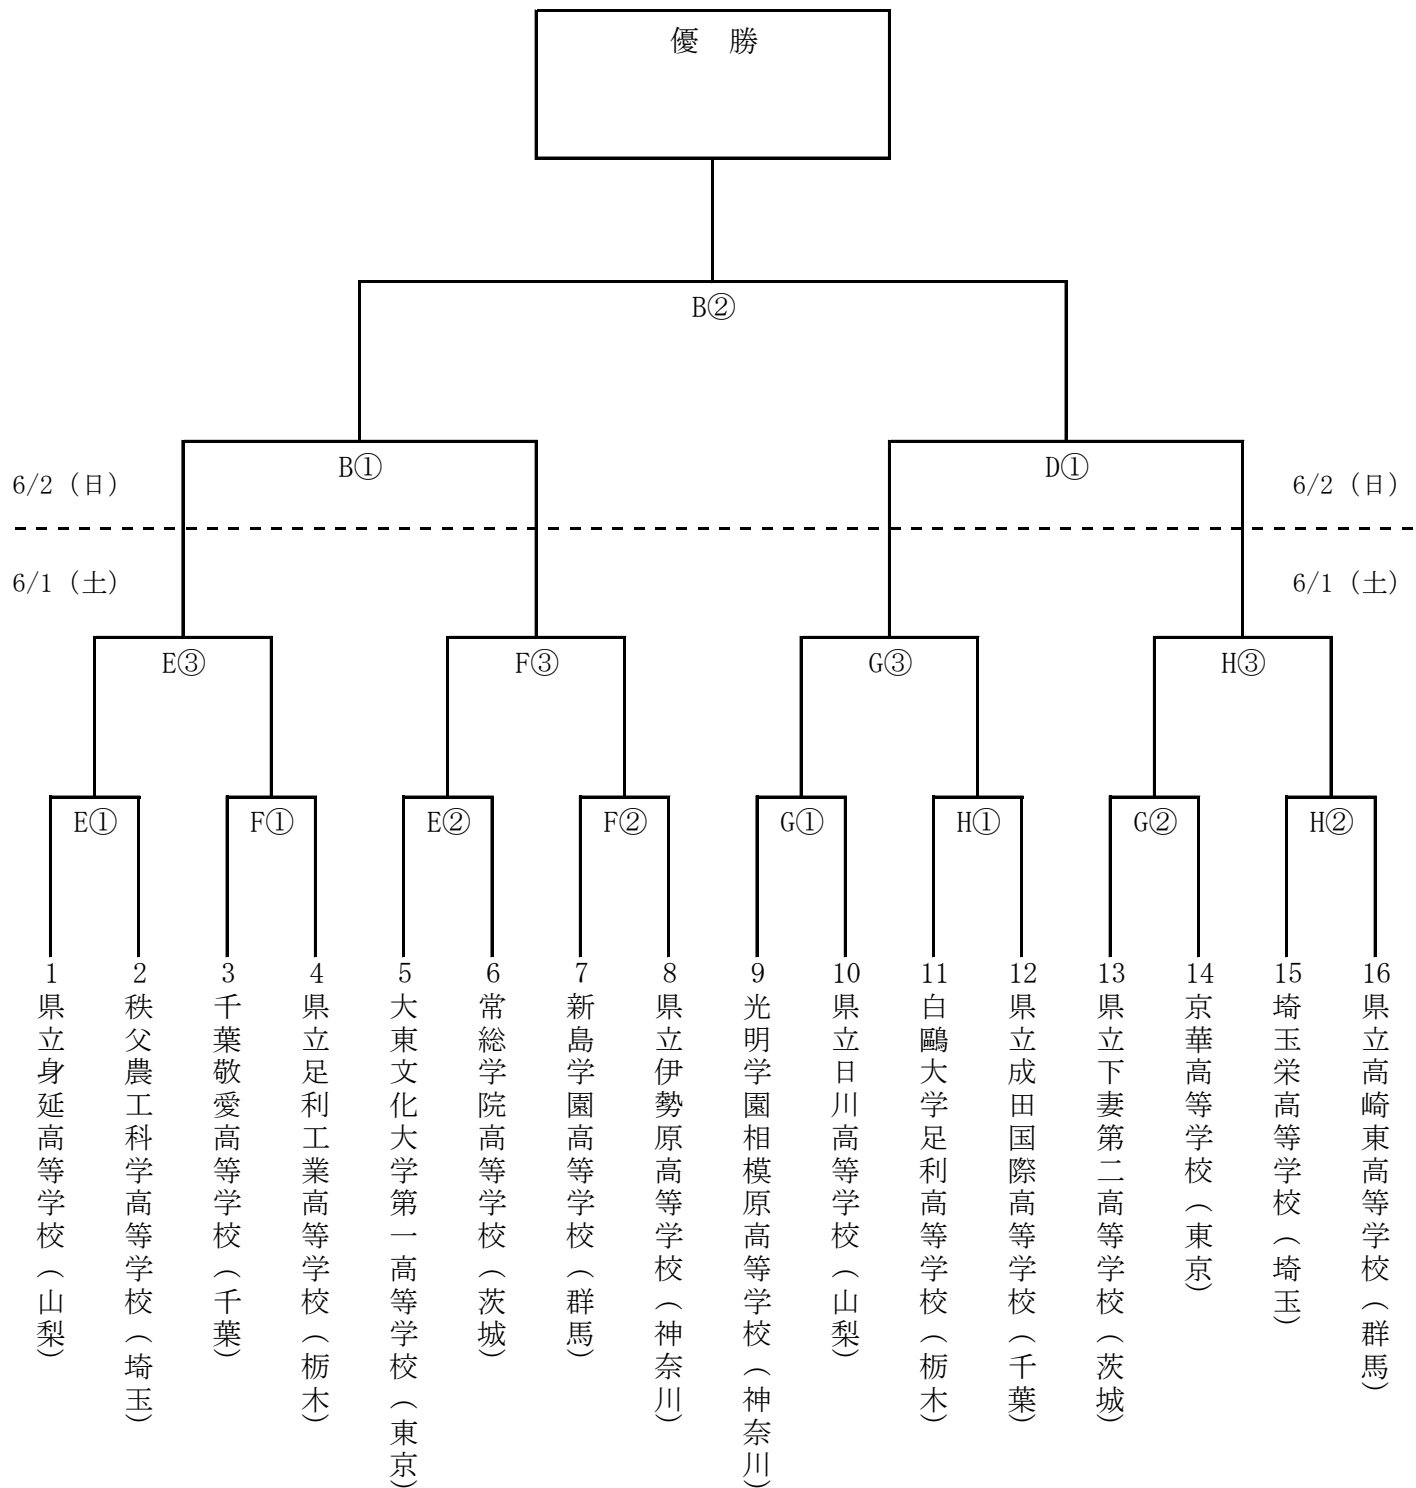 優　勝
B②
B①
D①
6/2（日）
6/2（日）
6/1（土）
6/1（土）
E③
F③
G③
H③
E①
F①
E②
F②
G①
H①
G②
H②
1 県立身延高等学校（山梨）
2 秩父農工科学高等学校（埼玉）
3 千葉敬愛高等学校（千葉）
4 県立足利工業高等学校（栃木）
5 大東文化大学第一高等学校（東京）
6 常総学院高等学校（茨城）
7 新島学園高等学校（群馬）
8 県立伊勢原高等学校（神奈川）
9 光明学園相模原高等学校（神奈川）
10 県立日川高等学校（山梨）
11 白鷗大学足利高等学校（栃木）
12 県立成田国際高等学校（千葉）
13 県立下妻第二高等学校（茨城）
14 京華高等学校（東京）
15 埼玉栄高等学校（埼玉）
16 県立高崎東高等学校（群馬）